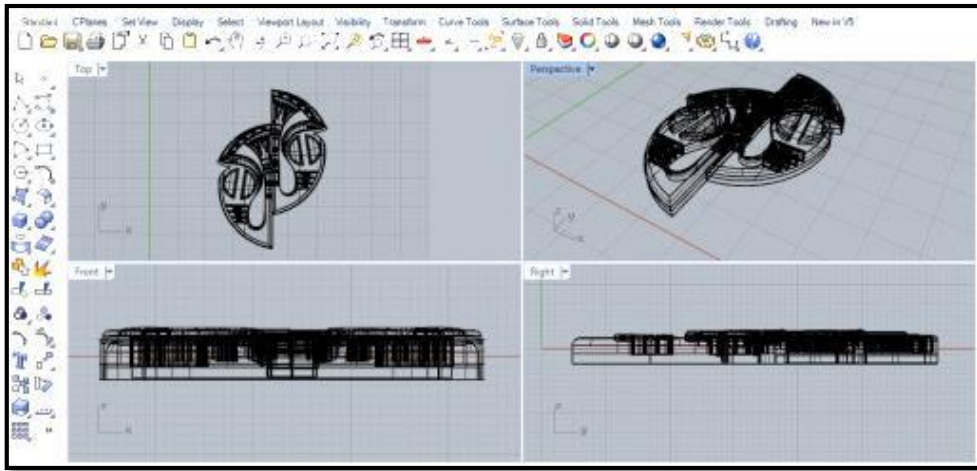 Standard CPlanes Set View Display Select Viewport Layout Visibility Transform Curve Tools Surface Tools Solid Tools Mesh Tools Render Tools Drafting New in V5
Top
Perspective
y
x
z
y
x
Front
Right
z
x
z
y